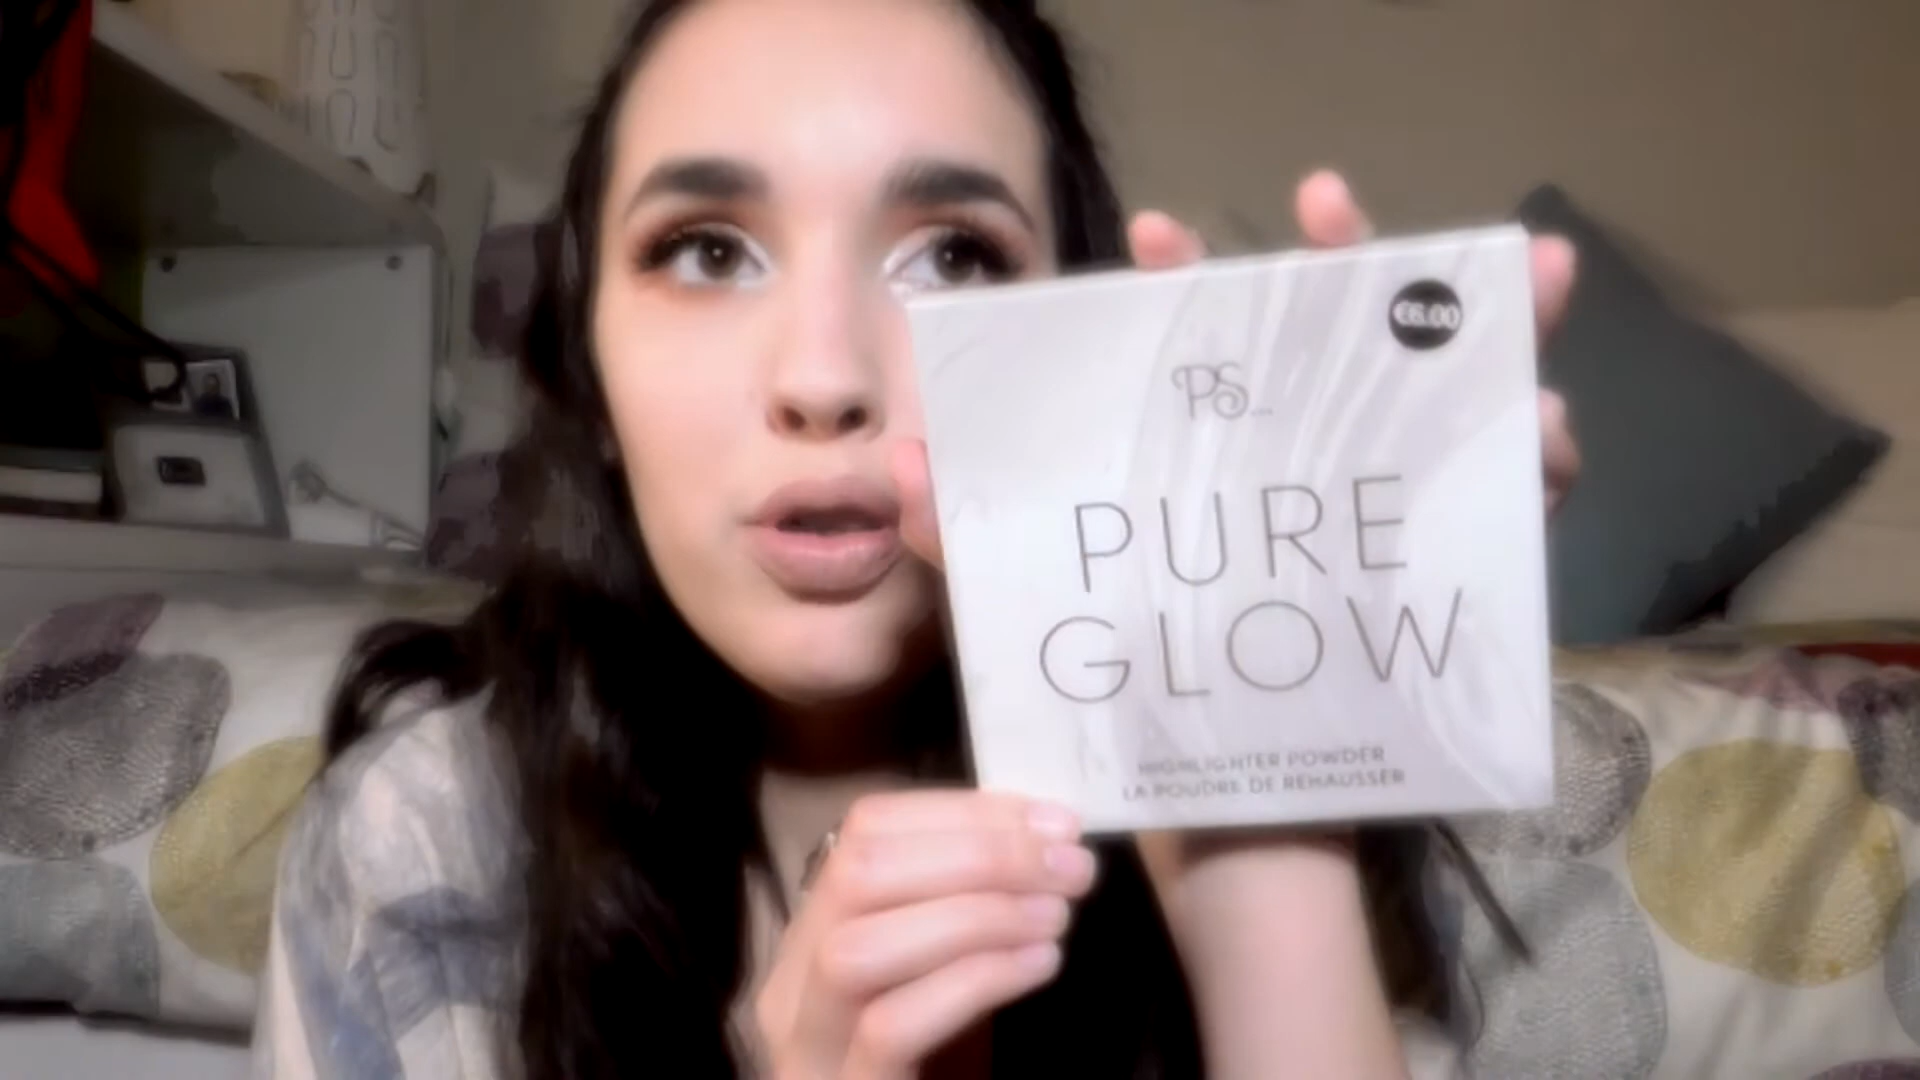 €6.00
PS...
PURE
GLOW
HIGHLIGHTER POWDER
LA POUDRE DE REHAUSSER